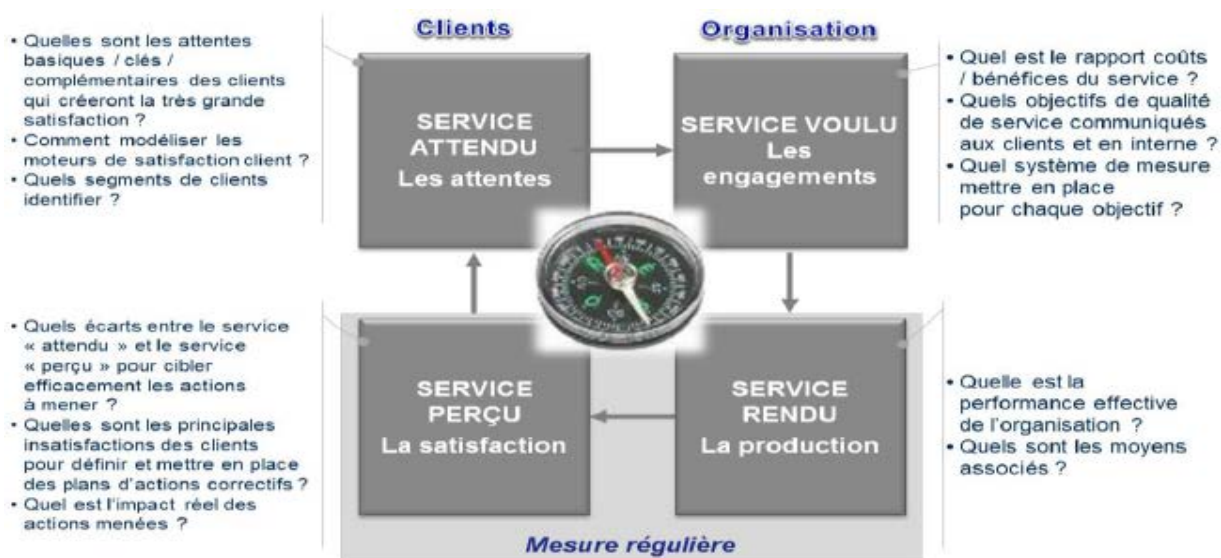 Clients
Organisation
• Quelles sont les attentes
basiques / clés /
complémentaires des clients
qui créeront la très grande
satisfaction ?
• Comment modéliser les
moteurs de satisfaction client ?
• Quels segments de clients
identifier ?
SERVICE
ATTENDU
Les attentes
SERVICE VOULU
Les
engagements
• Quel est le rapport coûts
/ bénéfices du service ?
• Quels objectifs de qualité
de service communiqués
aux clients et en interne ?
• Quel système de mesure
mettre en place
pour chaque objectif ?
• Quels écarts entre le service
« attendu » et le service
« perçu » pour cibler
efficacement les actions
à mener ?
• Quelles sont les principales
insatisfactions des clients
pour définir et mettre en place
des plans d'actions correctifs ?
• Quel est l'impact réel des
actions menées ?
SERVICE
PERÇU
La satisfaction
SERVICE
RENDU
La production
• Quelle est la
performance effective
de l'organisation ?
• Quels sont les moyens
associés ?
Mesure régulière